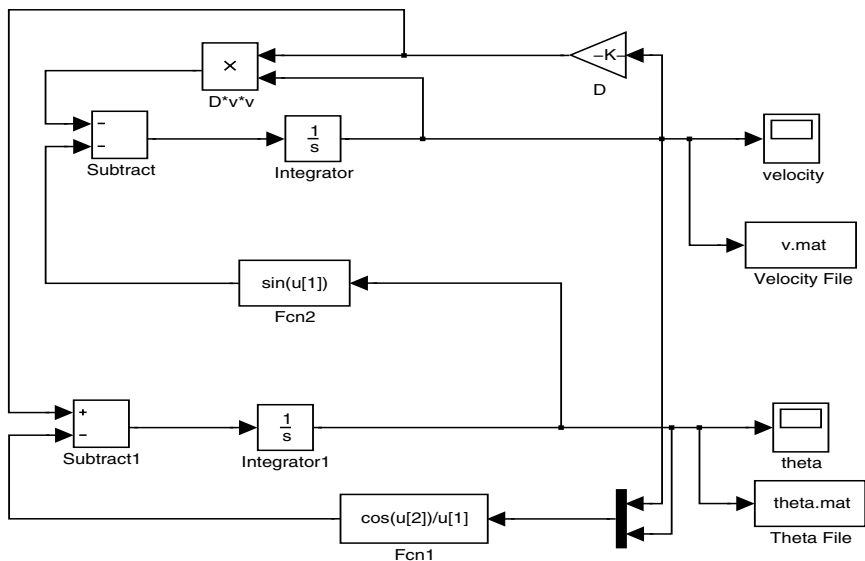 ×
−K−
D
D*v*v
−
−
Subtract
1
s
Integrator
velocity
v.mat
Velocity File
sin(u[1])
Fcn2
+
−
Subtract1
1
s
Integrator1
theta
theta.mat
Theta File
cos(u[2])/u[1]
Fcn1